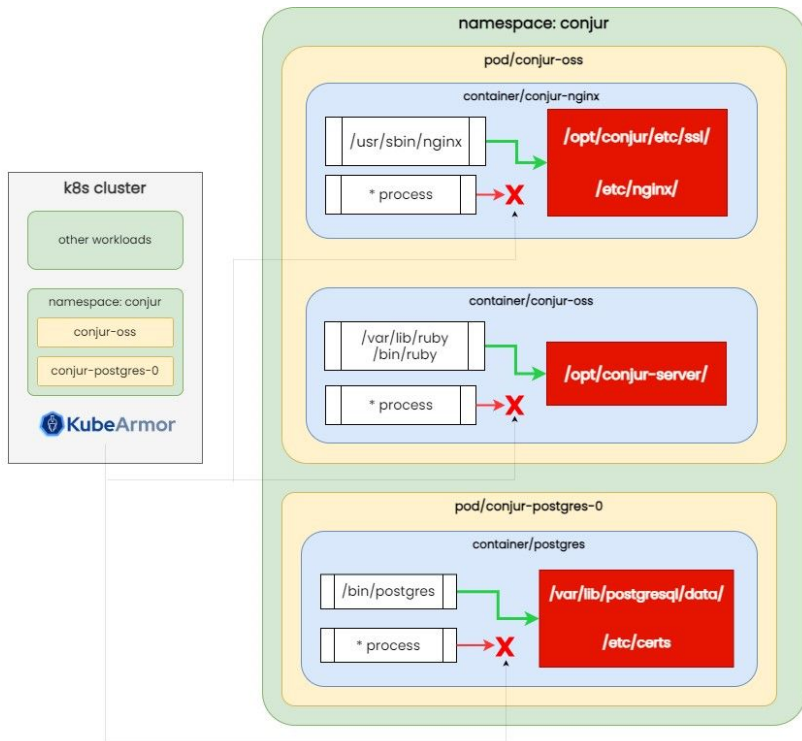 namespace: conjur
pod/conjur-oss
container/conjur-nginx
/usr/sbin/nginx
* process
X
/opt/conjur/etc/ssl/
/etc/nginx/
k8s cluster
other workloads
namespace: conjur
conjur-oss
conjur-postgres-0
KubeArmor
container/conjur-oss
/var/lib/ruby
/bin/ruby
* process
X
/opt/conjur-server/
pod/conjur-postgres-0
container/postgres
/bin/postgres
* process
X
/var/lib/postgresql/data/
/etc/certs